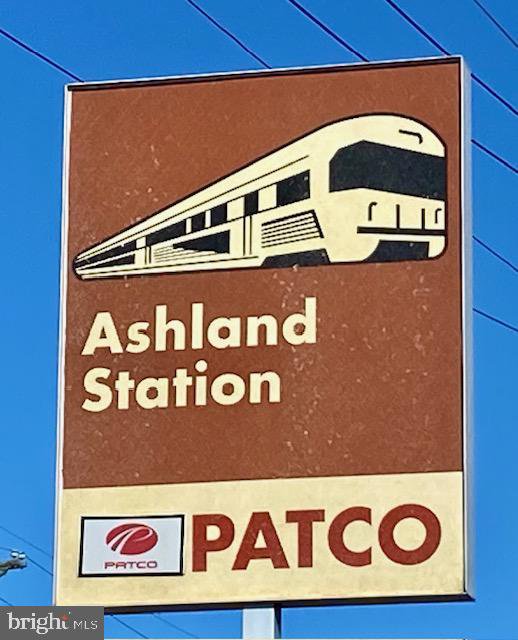 Ashland
Station
PATCO
PATCO
bright MLS